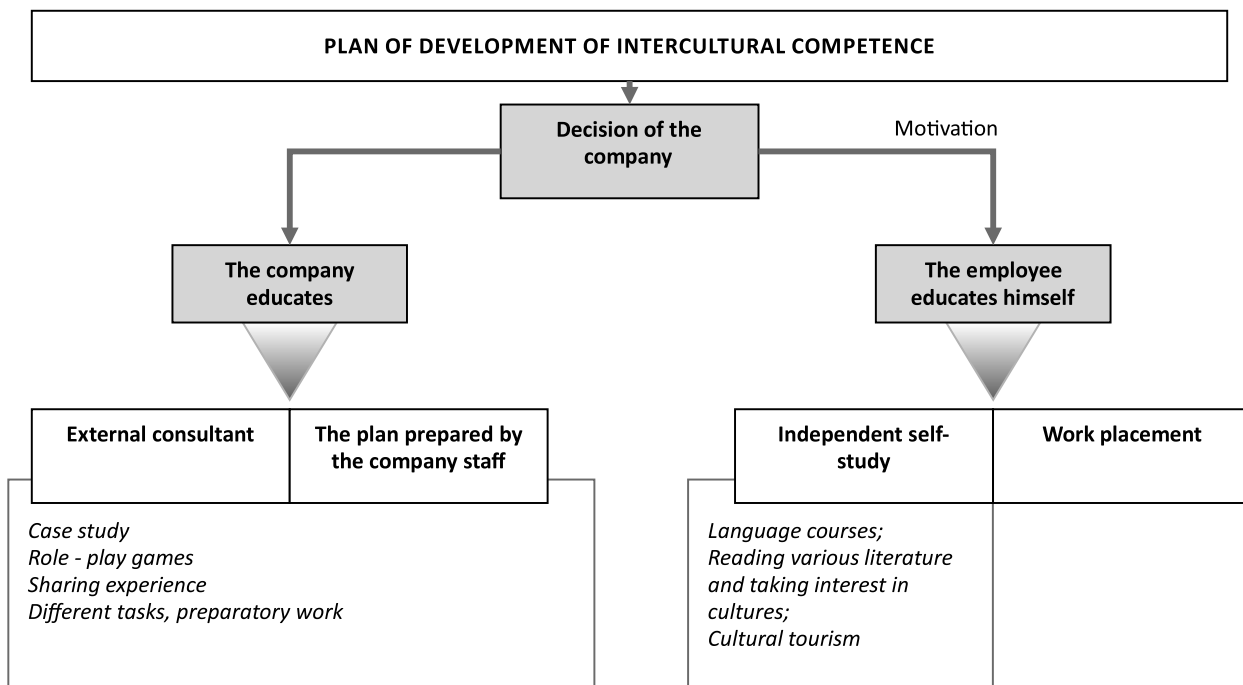 PLAN OF DEVELOPMENT OF INTERCULTURAL COMPETENCE
Decision of the
company
Motivation
The company
educates
The employee
educates himself
External consultant
The plan prepared by
the company staff
Independent self-
study
Work placement
Case study
Role - play games
Sharing experience
Different tasks, preparatory work
Language courses;
Reading various literature
and taking interest in
cultures;
Cultural tourism